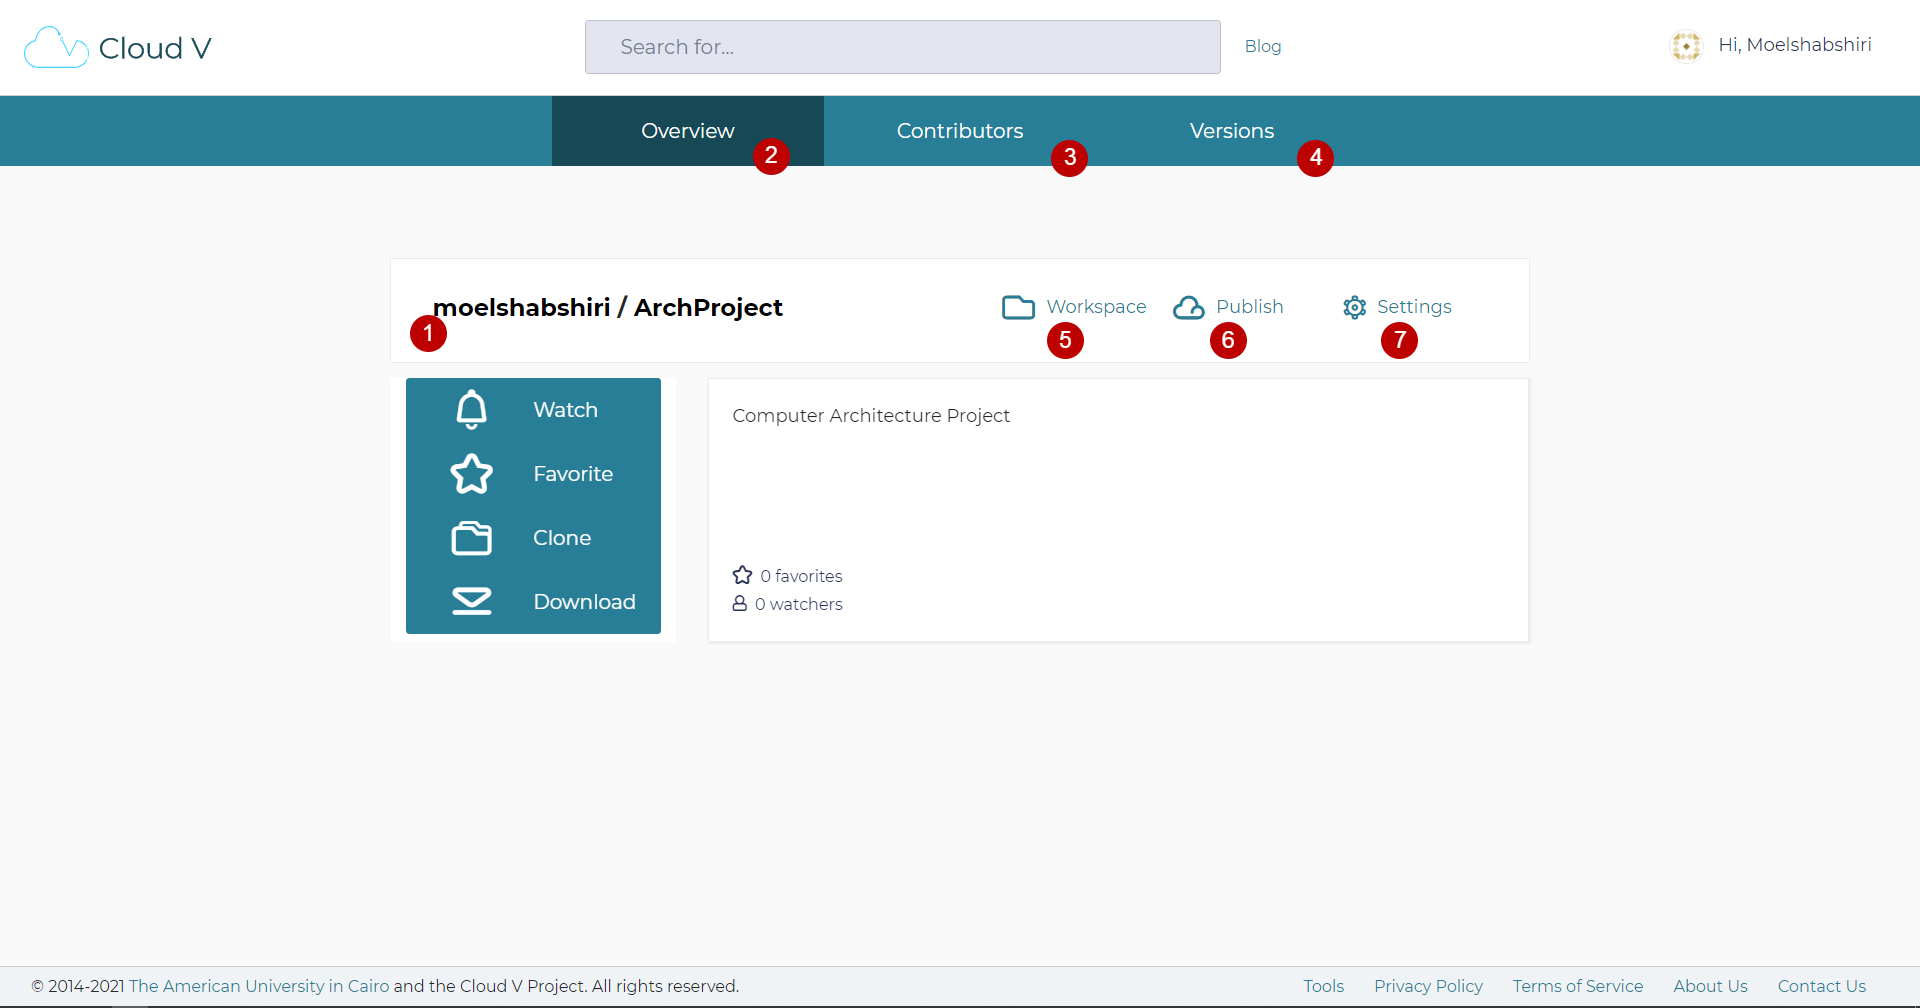 Cloud V
Search for...
Blog
Hi, Moelshabshiri
Overview
2
Contributors
3
Versions
4
moelshabshiri / ArchProject
1
Workspace
5
Publish
6
Settings
7
Watch
Favorite
Clone
Download
Computer Architecture Project
0 favorites
0 watchers
© 2014-2021 The American University in Cairo and the Cloud V Project. All rights reserved.
Tools
Privacy Policy
Terms of Service
About Us
Contact Us